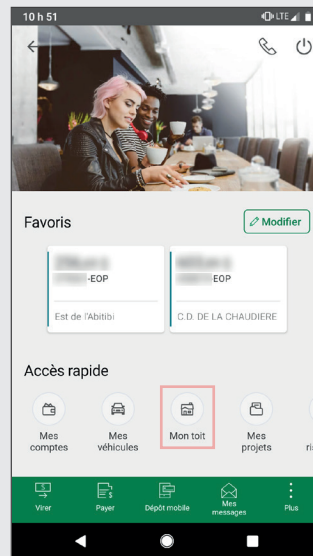 10 h 51
LTE
Favoris
Modifier
-EOP
EOP
Est de l'Abitibi
C.D. DE LA CHAUDIERE
Accès rapide
Mes
comptes
Mes
véhicules
Mon toit
Mes
projets
Virer
Payer
Dépôt mobile
Mes
messages
Plus